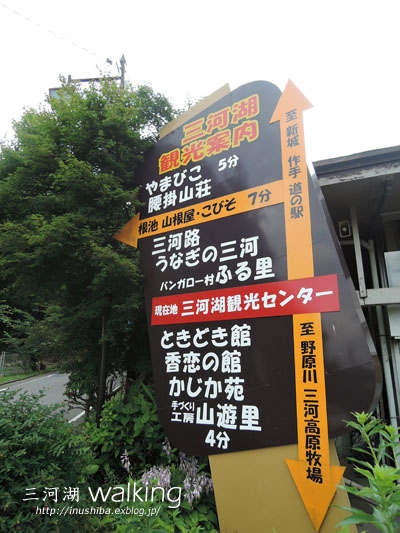 三河湖
観光案内
やまびこ 5分
腰掛山荘
根池 山根屋・こびそ 7分
三河路
うなぎの三河
バンガロー村 ふる里
現在地 三河湖観光センター
ときどき館
香恋の館
かじか苑
手づくり工房 山遊里
4分
至 新城 作手 道の駅
至 野原川 三河高原牧場
三河湖 walking
http://inushiba.exblog.jp/